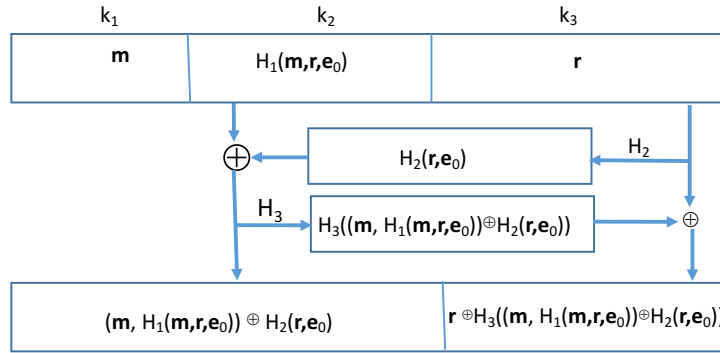 k₁ k₂ k₃
m H₁(m,r,e₀) r
⊕ H₂(r,e₀) H₂
H₃ H₃((m, H₁(m,r,e₀))⊕H₂(r,e₀)) ⊕
(m, H₁(m,r,e₀)) ⊕ H₂(r,e₀) r ⊕H₃((m, H₁(m,r,e₀))⊕H₂(r,e₀))